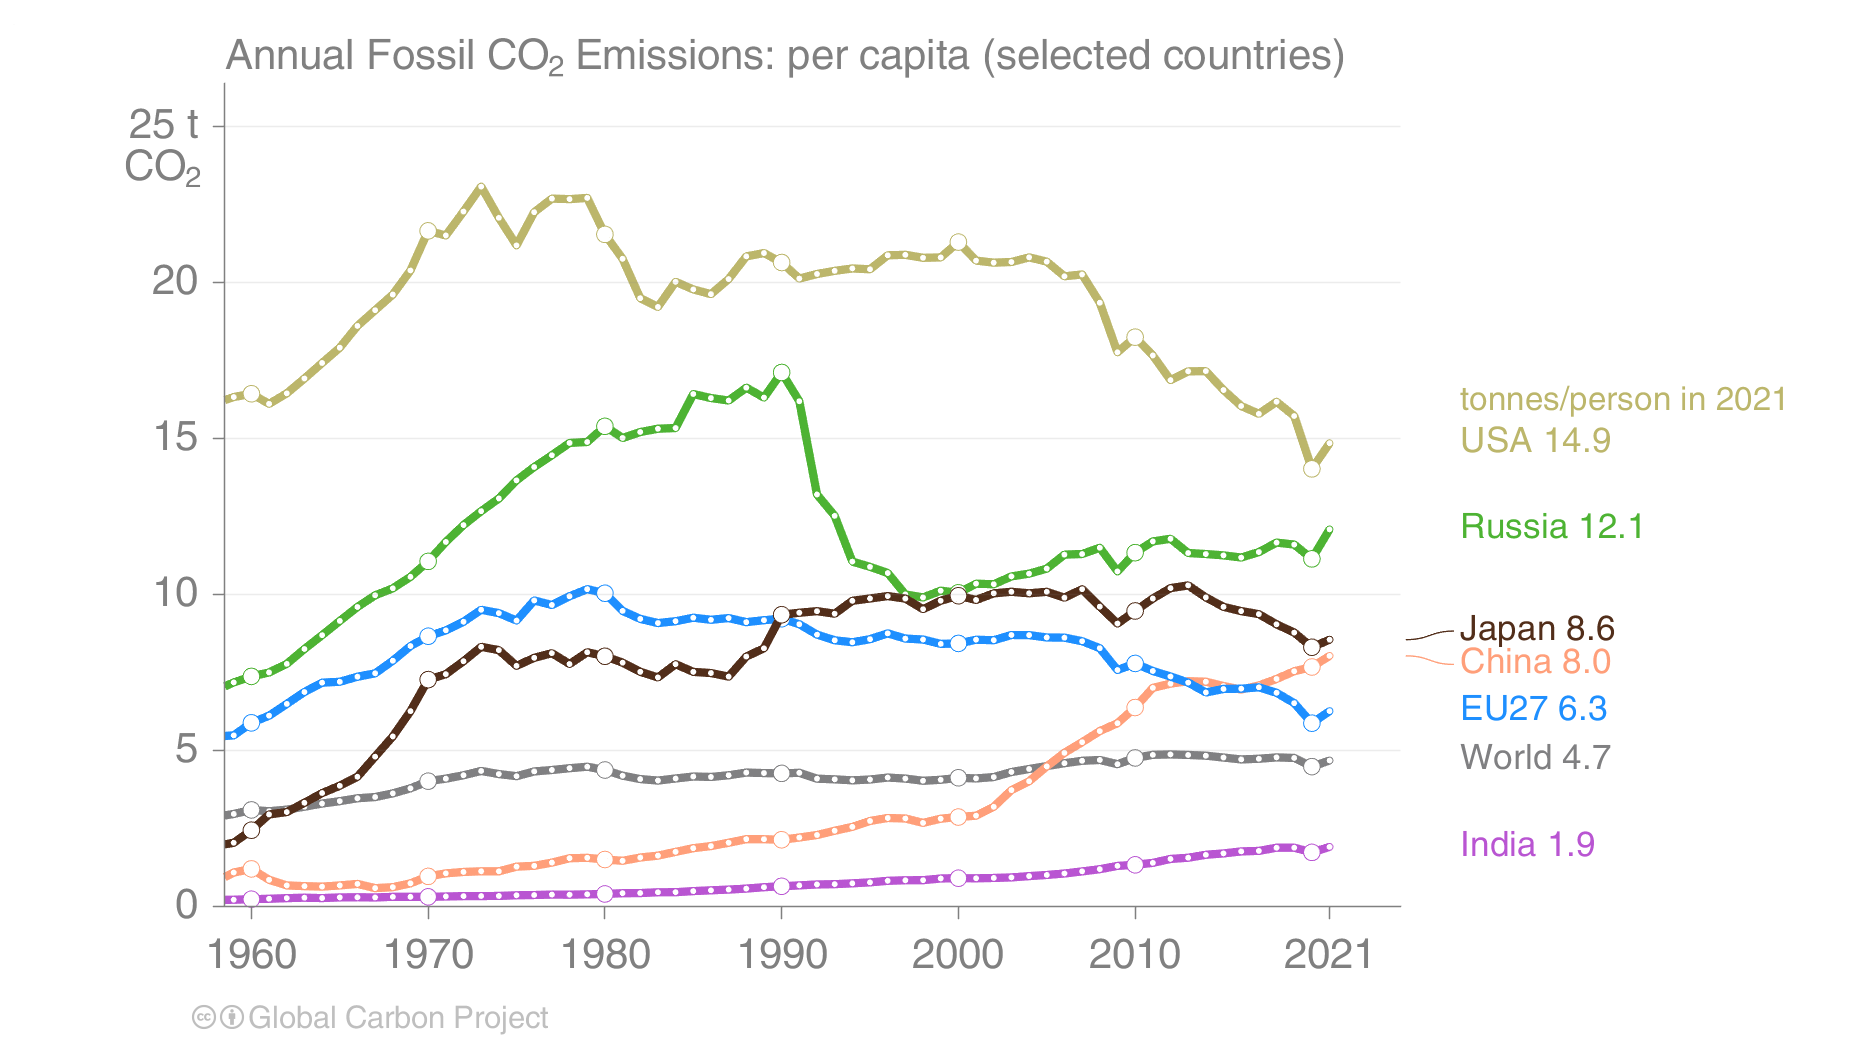 Annual Fossil CO₂ Emissions: per capita (selected countries)
25 t
CO₂
20
15
10
5
0
1960 1970 1980 1990 2000 2010 2021
tonnes/person in 2021
USA 14.9
Russia 12.1
Japan 8.6
China 8.0
EU27 6.3
World 4.7
India 1.9
cc Global Carbon Project